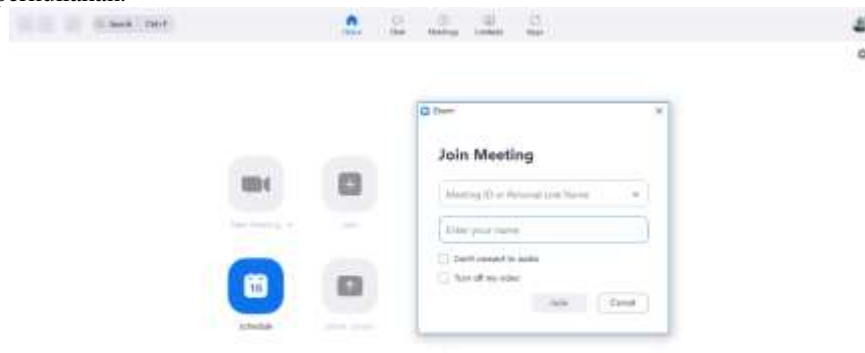 Search Ctrl+F
Home Chat Meetings Contacts Apps
Zoom
Join Meeting
Meeting ID or Personal Link Name
Enter your name
New Meeting
Join
Don't connect to audio
Turn off my video
Join Cancel
Schedule
Share Screen